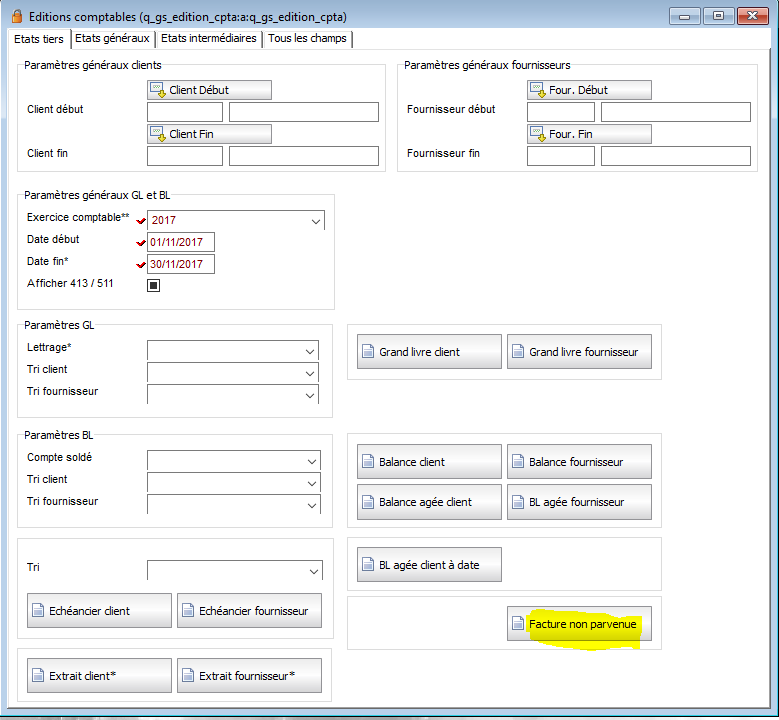 Editions comptables (q_gs_edition_cpta:a:q_gs_edition_cpta)
Etats tiers Etats généraux Etats intermédiaires Tous les champs
Paramètres généraux clients
Client Début
Client début
Client Fin
Client fin
Paramètres généraux fournisseurs
Four. Début
Fournisseur début
Four. Fin
Fournisseur fin
Paramètres généraux GL et BL
Exercice comptable** 2017
Date début 01/11/2017
Date fin* 30/11/2017
Afficher 413 / 511
Paramètres GL
Lettrage*
Tri client
Tri fournisseur
Grand livre client Grand livre fournisseur
Paramètres BL
Compte soldé
Tri client
Tri fournisseur
Balance client Balance fournisseur
Balance agée client BL agée fournisseur
Tri
Echéancier client Echéancier fournisseur
BL agée client à date
Facture non parvenue
Extrait client* Extrait fournisseur*